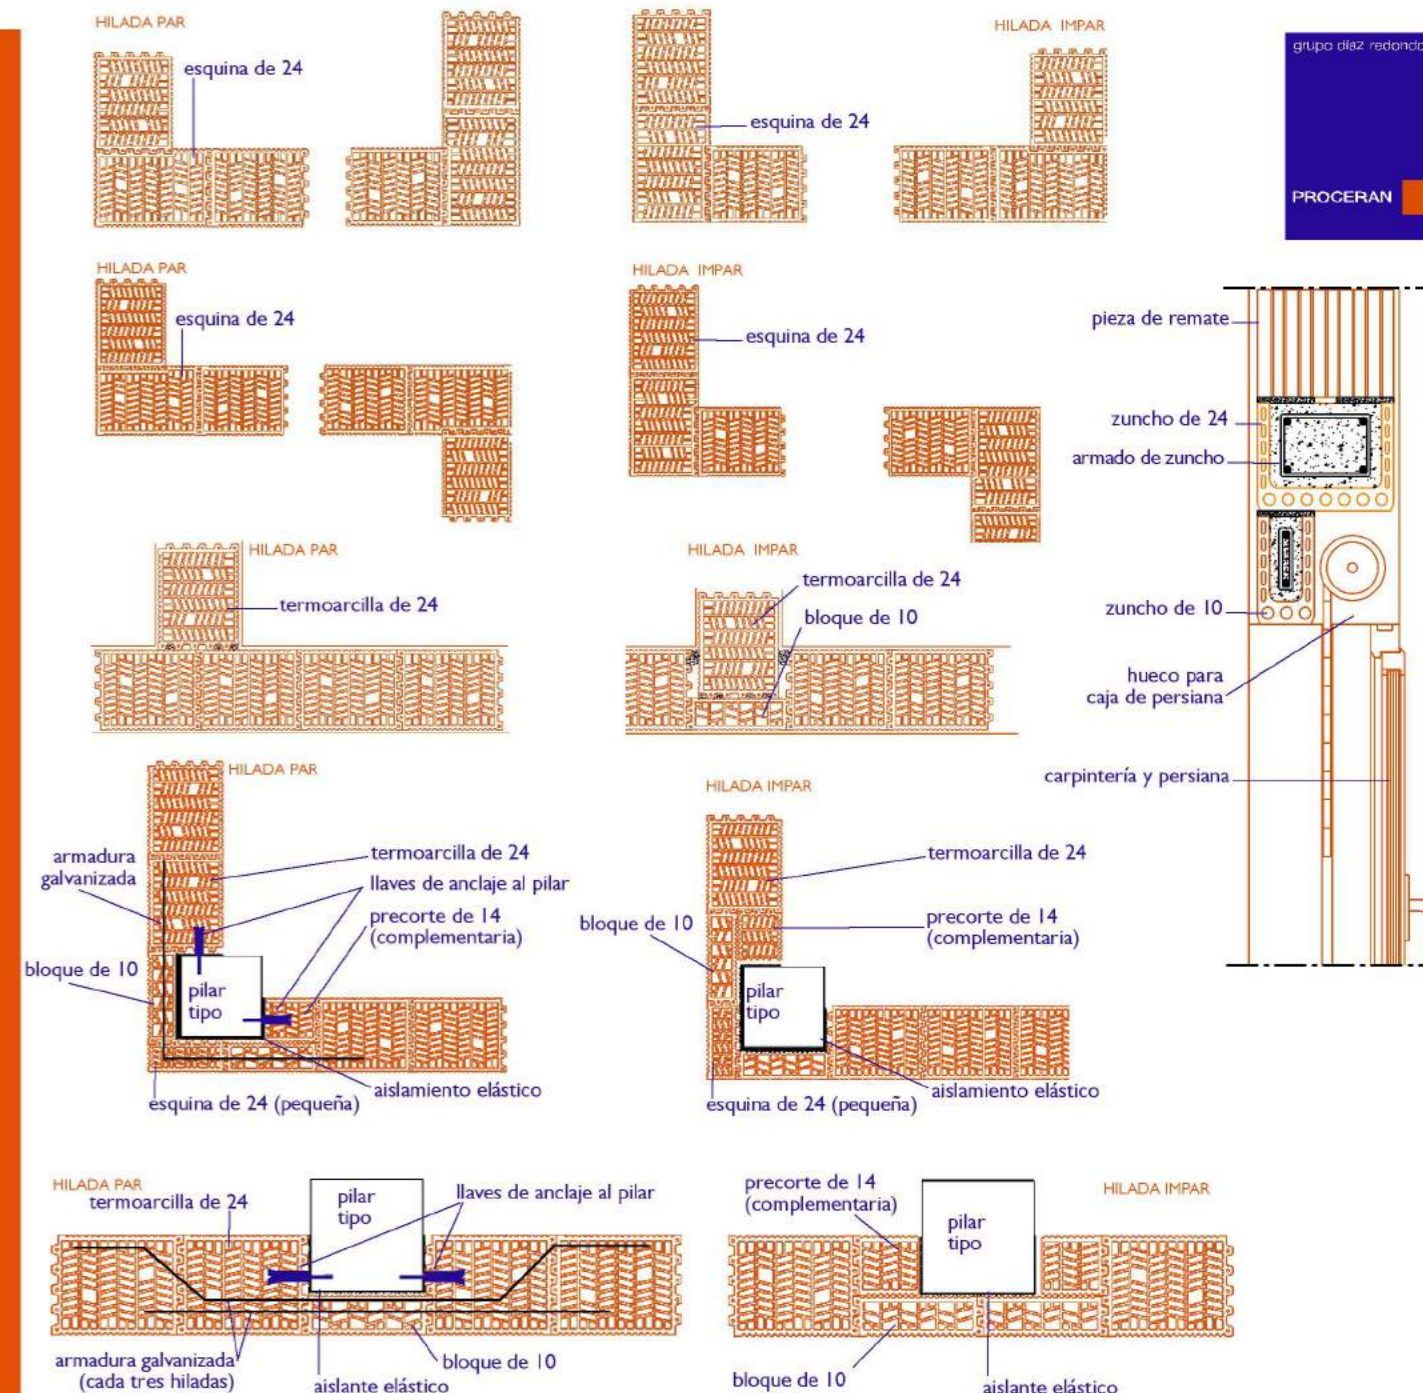 HILADA PAR
esquina de 24
esquina de 24
HILADA IMPAR
grupo díaz redondo
PROCERAN
HILADA PAR
esquina de 24
HILADA IMPAR
esquina de 24
pieza de remate
zuncho de 24
armado de zuncho
zuncho de 10
hueco para
caja de persiana
carpintería y persiana
HILADA PAR
termoarcilla de 24
HILADA IMPAR
termoarcilla de 24
bloque de 10
HILADA PAR
armadura
galvanizada
termoarcilla de 24
llaves de anclaje al pilar
precorte de 14
(complementaria)
bloque de 10
pilar
tipo
aislamiento elástico
esquina de 24 (pequeña)
HILADA IMPAR
termoarcilla de 24
bloque de 10
precorte de 14
(complementaria)
pilar
tipo
aislamiento elástico
esquina de 24 (pequeña)
HILADA PAR
termoarcilla de 24
pilar
tipo
llaves de anclaje al pilar
armadura galvanizada
(cada tres hiladas)
aislante elástico
bloque de 10
precorte de 14
(complementaria)
pilar
tipo
HILADA IMPAR
bloque de 10
aislante elástico